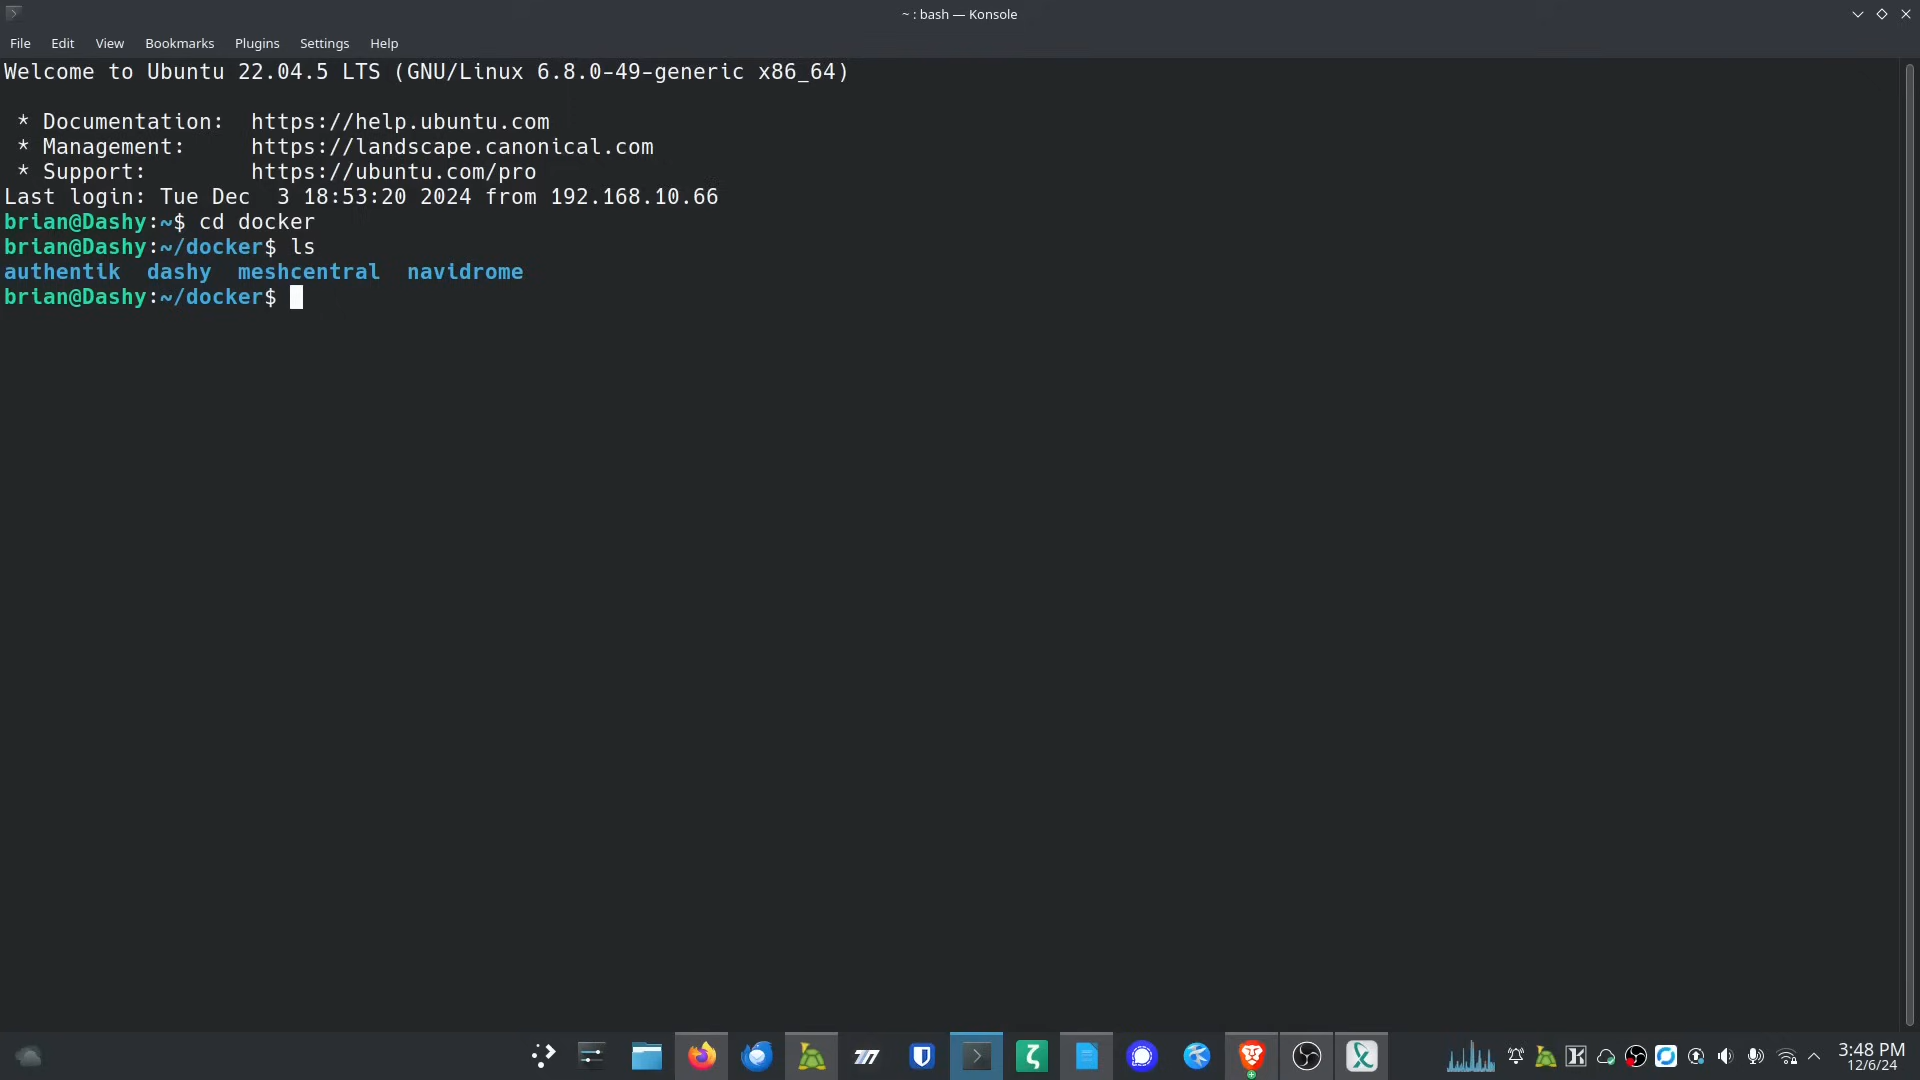 ~ : bash — Konsole
File Edit View Bookmarks Plugins Settings Help
Welcome to Ubuntu 22.04.5 LTS (GNU/Linux 6.8.0-49-generic x86_64)
* Documentation:  https://help.ubuntu.com
* Management:     https://landscape.canonical.com
* Support:        https://ubuntu.com/pro
Last login: Tue Dec  3 18:53:20 2024 from 192.168.10.66
brian@Dashy:~$ cd docker
brian@Dashy:~/docker$ ls
authentik  dashy  meshcentral  navidrome
brian@Dashy:~/docker$
3:48 PM
12/6/24